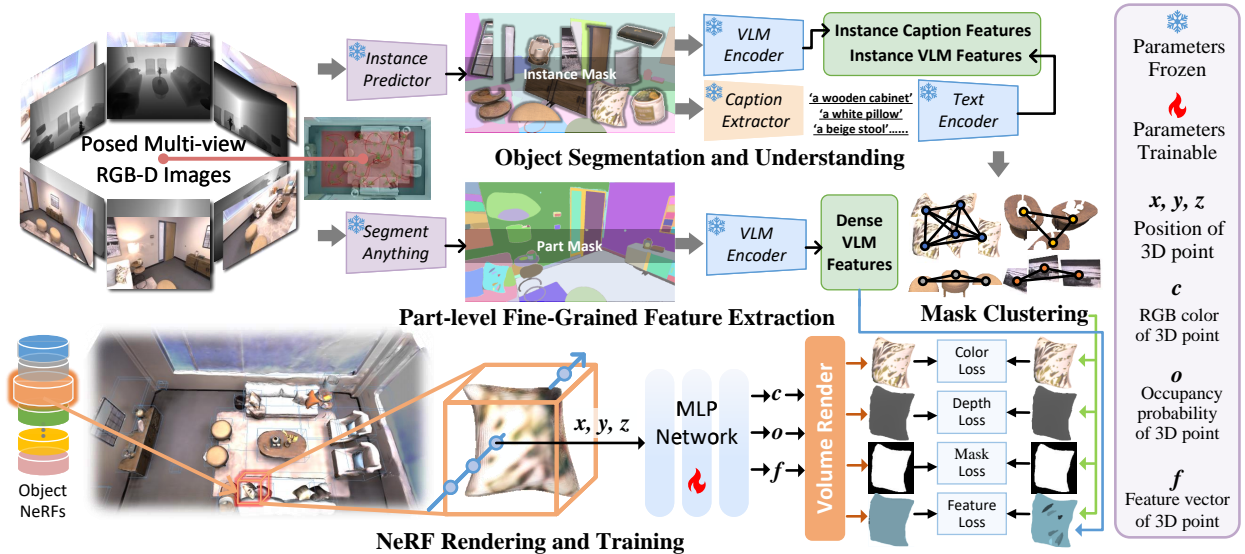 Posed Multi-view
RGB-D Images
Instance
Predictor
Instance Mask
VLM
Encoder
Instance Caption Features
Instance VLM Features
Caption
Extractor
'a wooden cabinet'
'a white pillow'
'a beige stool'......
Text
Encoder
Object Segmentation and Understanding
Segment
Anything
Part Mask
VLM
Encoder
Dense
VLM
Features
Part-level Fine-Grained Feature Extraction
Mask Clustering
Object
NeRFs
x, y, z
MLP
Network
c
o
f
Volume Render
Color
Loss
Depth
Loss
Mask
Loss
Feature
Loss
NeRF Rendering and Training
Parameters
Frozen
Parameters
Trainable
x, y, z
Position of
3D point
c
RGB color
of 3D point
o
Occupancy
probability
of 3D point
f
Feature vector
of 3D point